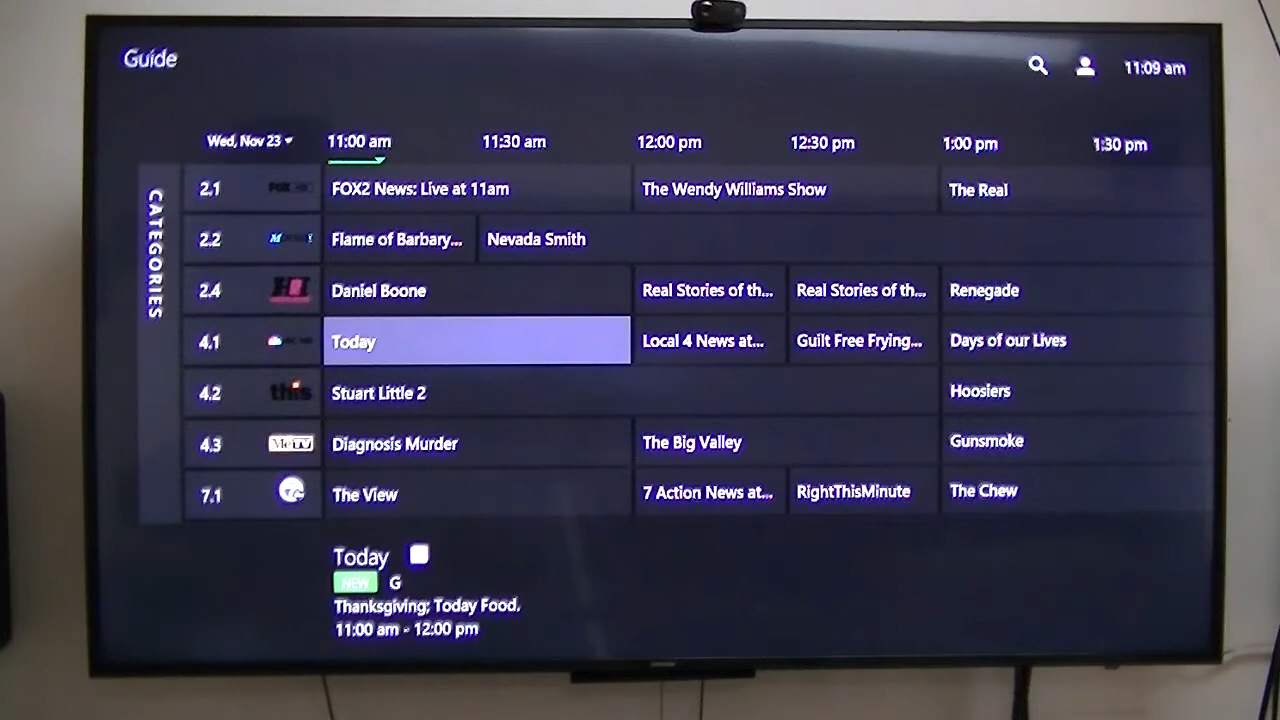 Guide
11:09 am
Wed, Nov 23 11:00 am 11:30 am 12:00 pm 12:30 pm 1:00 pm 1:30 pm
CATEGORIES
2.1 FOX FOX2 News: Live at 11am The Wendy Williams Show The Real
2.2 Flame of Barbary... Nevada Smith
2.4 H&I Daniel Boone Real Stories of th... Real Stories of th... Renegade
4.1 Today Local 4 News at... Guilt Free Frying... Days of our Lives
4.2 this Stuart Little 2 Hoosiers
4.3 MeTV Diagnosis Murder The Big Valley Gunsmoke
7.1 The View 7 Action News at... RightThisMinute The Chew
Today
NEW G
Thanksgiving; Today Food.
11:00 am - 12:00 pm